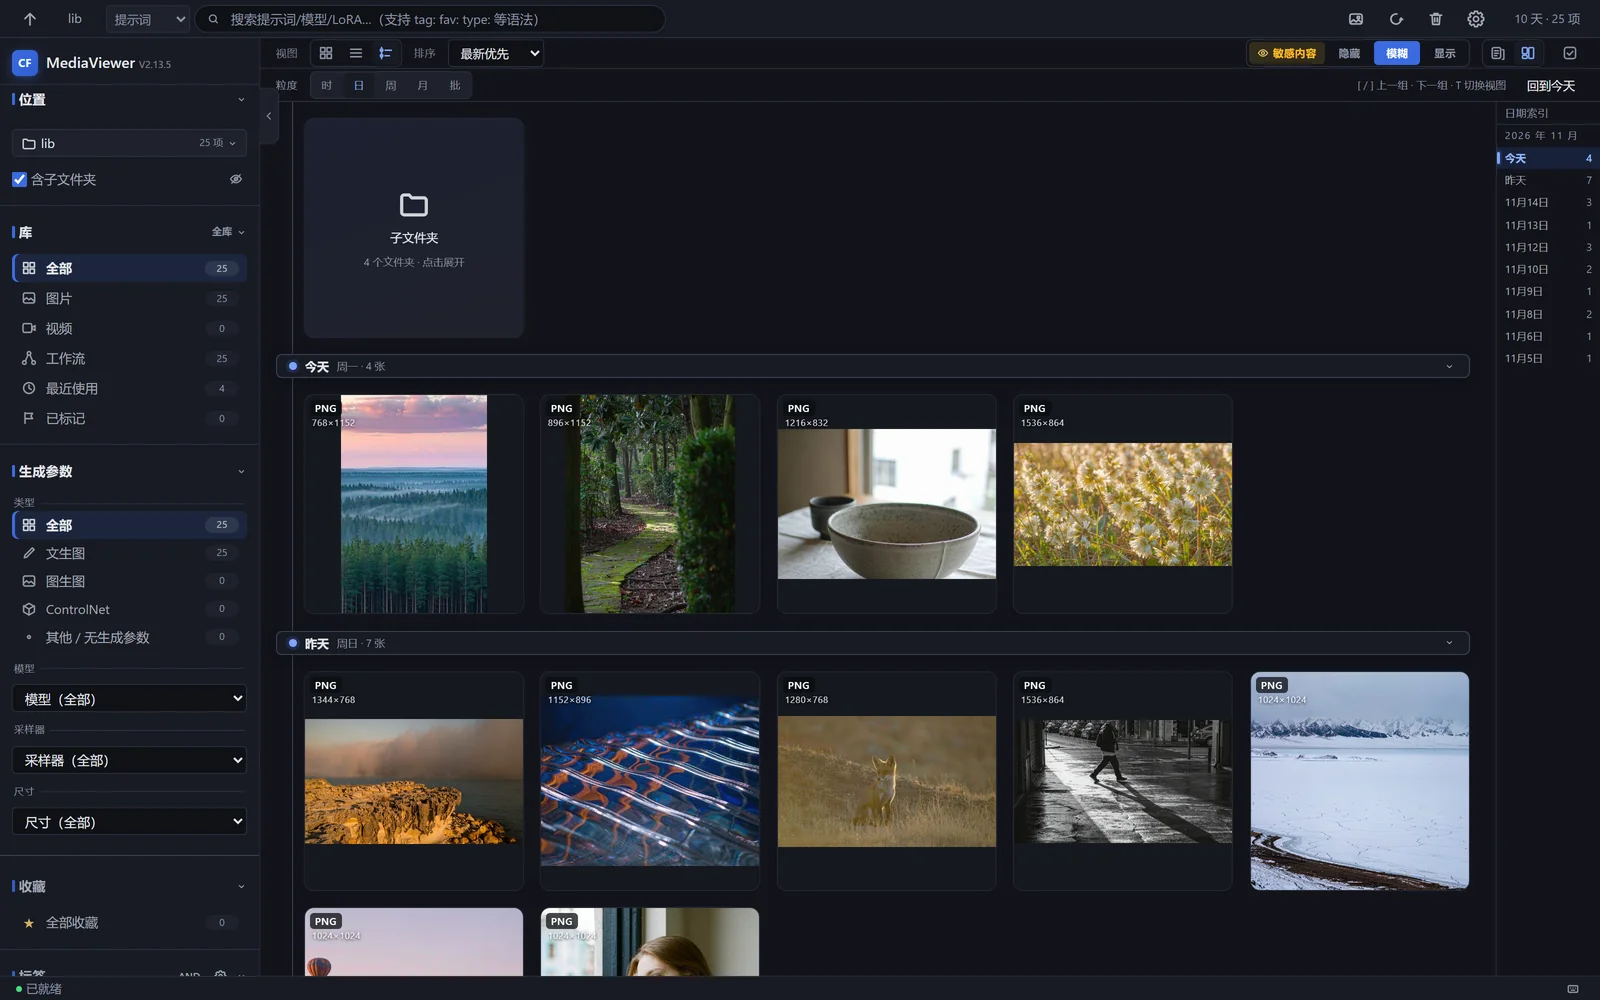 lib
提示词
搜索提示词/模型/LoRA... （支持 tag: fav: type: 等语法）
10 天 · 25 项
CF
MediaViewer V2.13.5
位置
lib
25 项
含子文件夹
库
全库
全部
25
图片
25
视频
0
工作流
25
最近使用
4
已标记
0
生成参数
类型
全部
25
文生图
25
图生图
0
ControlNet
0
其他 / 无生成参数
0
模型
模型（全部）
采样器
采样器（全部）
尺寸
尺寸（全部）
收藏
全部收藏
0
标签
AND
已就绪
视图
排序
最新优先
敏感内容
隐藏
模糊
显示
粒度
时
日
周
月
批
[ / ] 上一组 · 下一组 · T 切换视图
回到今天
子文件夹
4 个文件夹 · 点击展开
今天 周一 · 4 张
PNG
768×1152
PNG
896×1152
PNG
1216×832
PNG
1536×864
昨天 周日 · 7 张
PNG
1344×768
PNG
1152×896
PNG
1280×768
PNG
1536×864
PNG
1024×1024
PNG
1024×1024
PNG
1024×1024
日期索引
2026 年 11 月
今天 4
昨天 7
11月14日 3
11月13日 1
11月12日 3
11月10日 2
11月9日 1
11月8日 2
11月6日 1
11月5日 1